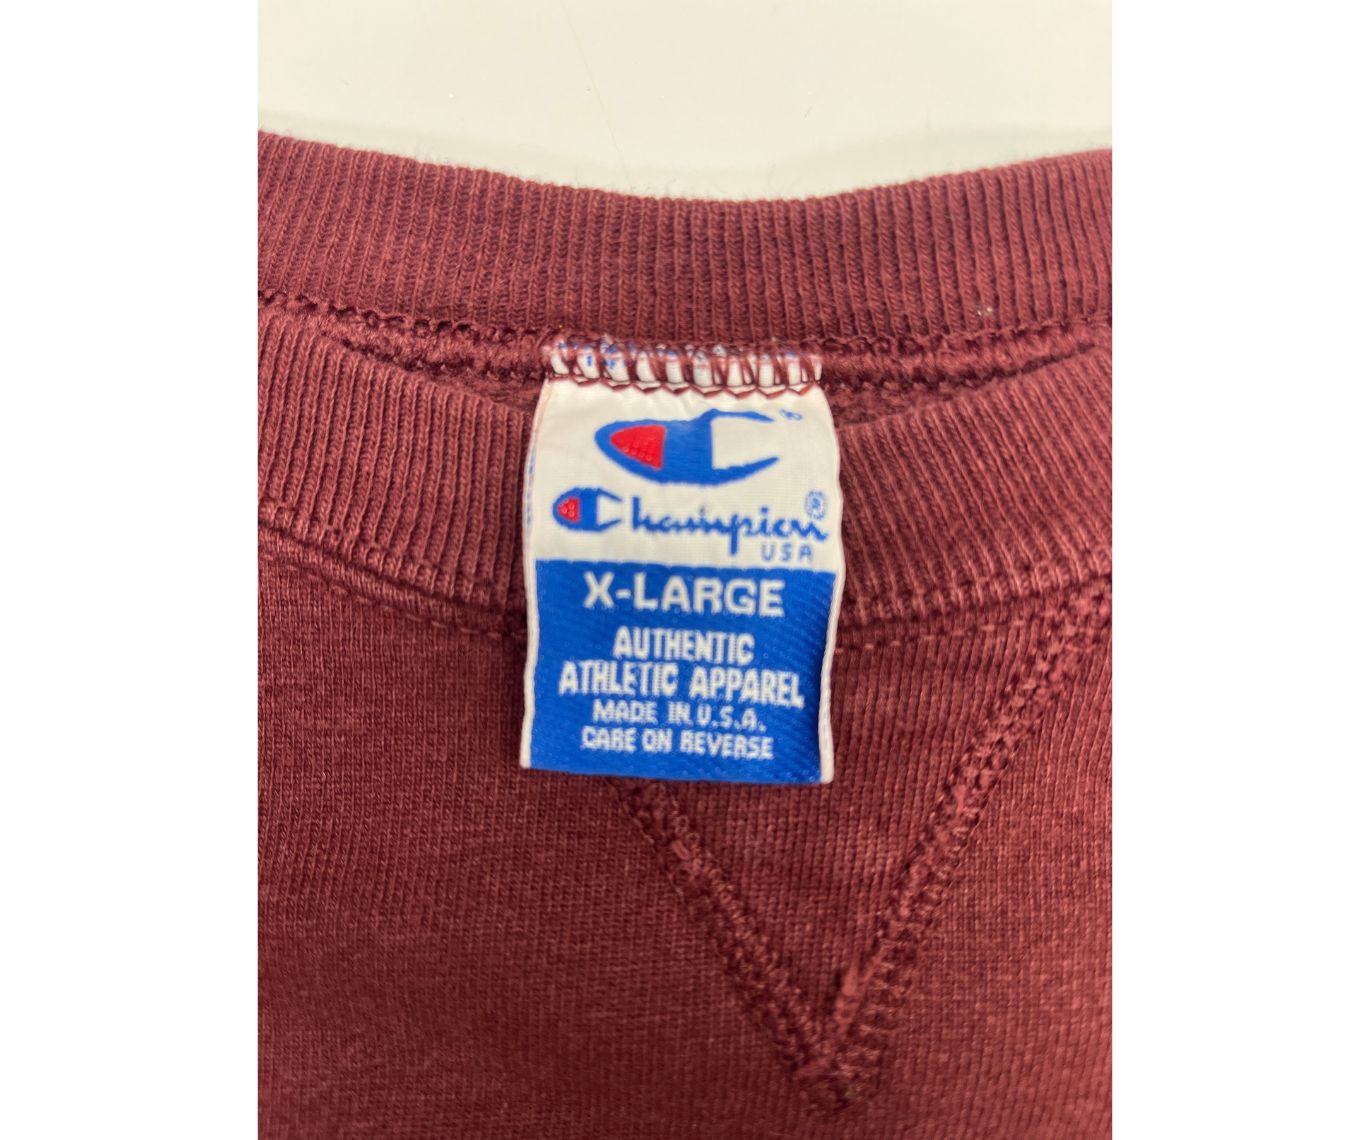 Champion®
USA
X-LARGE
AUTHENTIC
ATHLETIC APPAREL
MADE IN U.S.A.
CARE ON REVERSE